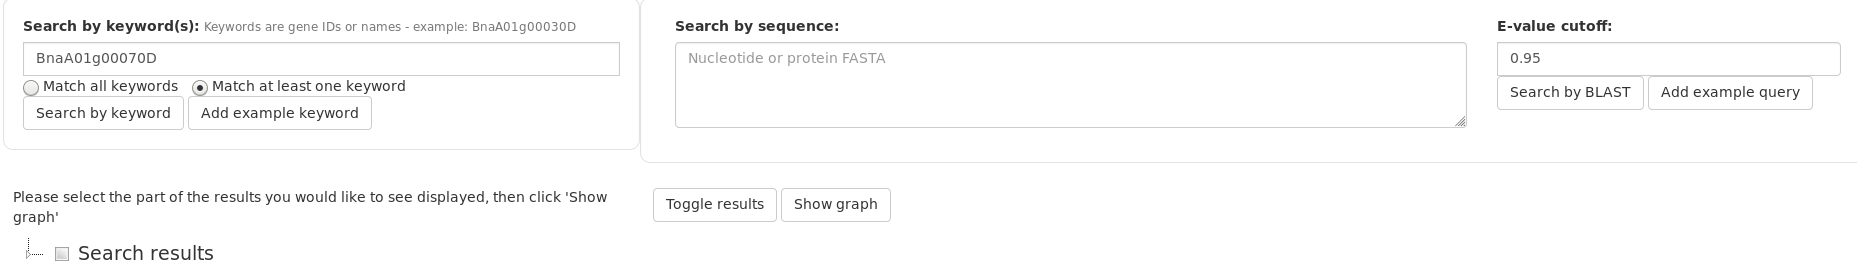 Search by keyword(s): Keywords are gene IDs or names - example: BnaA01g00030D
BnaA01g00070D
Match all keywords Match at least one keyword
Search by keyword Add example keyword
Search by sequence:
Nucleotide or protein FASTA
E-value cutoff:
0.95
Search by BLAST Add example query
Please select the part of the results you would like to see displayed, then click 'Show
graph'
Toggle results Show graph
Search results